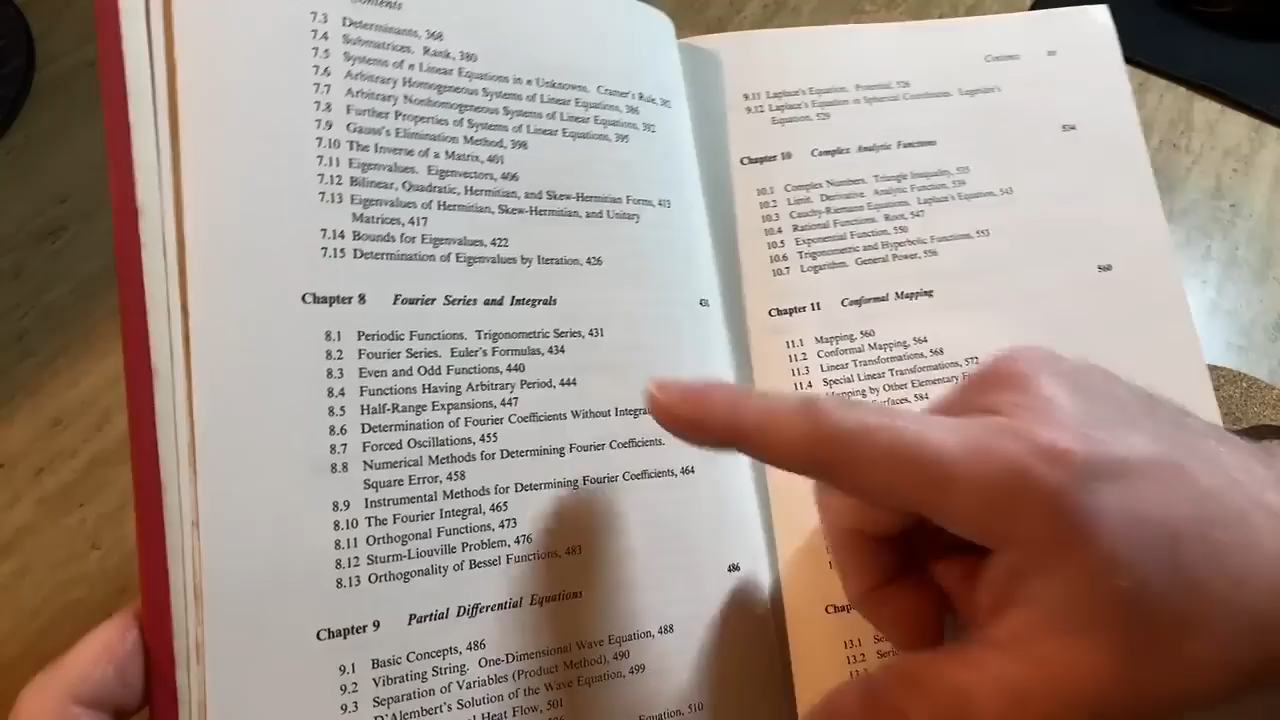 Contents
7.3 Determinants, 368
7.4 Submatrices. Rank, 380
7.5 Systems of n Linear Equations in n Unknowns. Cramer's Rule, 382
7.6 Arbitrary Homogeneous Systems of Linear Equations, 386
7.7 Arbitrary Nonhomogeneous Systems of Linear Equations, 392
7.8 Further Properties of Systems of Linear Equations, 395
7.9 Gauss's Elimination Method, 398
7.10 The Inverse of a Matrix, 401
7.11 Eigenvalues. Eigenvectors, 406
7.12 Bilinear, Quadratic, Hermitian, and Skew-Hermitian Forms, 413
7.13 Eigenvalues of Hermitian, Skew-Hermitian, and Unitary
Matrices, 417
7.14 Bounds for Eigenvalues, 422
7.15 Determination of Eigenvalues by Iteration, 426
Chapter 8 Fourier Series and Integrals 431
8.1 Periodic Functions. Trigonometric Series, 431
8.2 Fourier Series. Euler's Formulas, 434
8.3 Even and Odd Functions, 440
8.4 Functions Having Arbitrary Period, 444
8.5 Half-Range Expansions, 447
8.6 Determination of Fourier Coefficients Without
8.7 Forced Oscillations, 455
8.8 Numerical Methods for Determining Fourier Coefficients.
Square Error, 458
8.9 Instrumental Methods for Determining Fourier Coefficients, 464
8.10 The Fourier Integral, 465
8.11 Orthogonal Functions, 473
8.12 Sturm-Liouville Problem, 476
8.13 Orthogonality of Bessel Functions, 483
Chapter 9 Partial Differential Equations 486
9.1 Basic Concepts, 486
9.2 Vibrating String. One-Dimensional Wave Equation, 488
9.3 Separation of Variables (Product Method), 490
D'Alembert's Solution of the Wave Equation, 499
Heat Flow, 501
Equation, 510
Contents
9.11 Laplace's Equation. Potential, 526
9.12 Laplace's Equation in Spherical Coordinates. Legendre's
Equation, 529
Chapter 10 Complex Analytic Functions 534
10.1 Complex Numbers. Triangle Inequality, 535
10.2 Limit. Derivative. Analytic Function, 539
10.3 Cauchy-Riemann Equations. Laplace's Equation, 543
10.4 Rational Functions. Root, 547
10.5 Exponential Function, 550
10.6 Trigonometric and Hyperbolic Functions, 553
10.7 Logarithm. General Power, 556
Chapter 11 Conformal Mapping 560
11.1 Mapping, 560
11.2 Conformal Mapping, 564
11.3 Linear Transformations, 568
11.4 Special Linear Transformations, 572
by Other Elementary
584
13.1
13.2